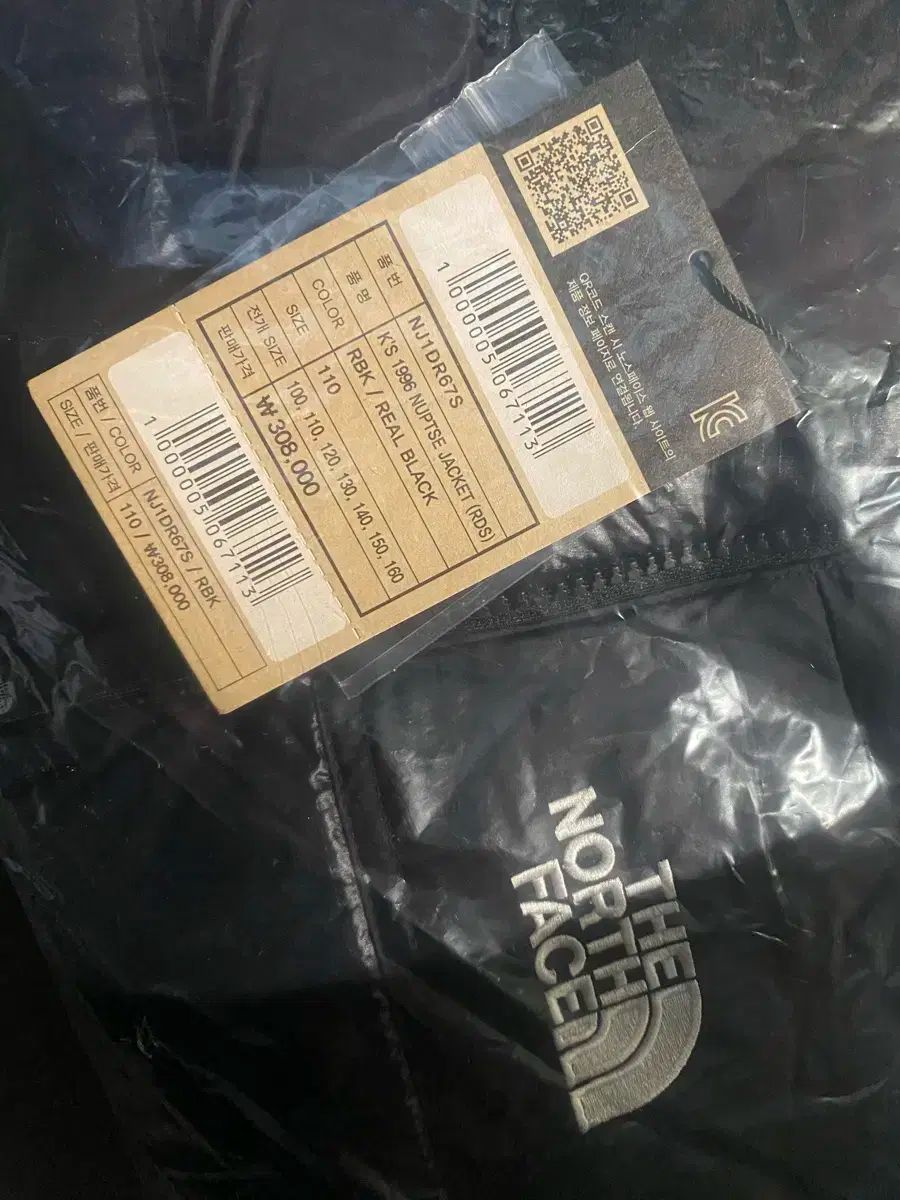 QR코드 스캔 시 노스페이스 웹 사이트의
제품 정보 페이지로 연결됩니다.
1000005067113
품번 NJ1DR67S
품명 K'S 1996 NUPTSE JACKET (RDS)
COLOR RBK / REAL BLACK
SIZE 110
전개 SIZE 100, 110, 120, 130, 140, 150, 160
판매가격 ₩ 308,000
1000005067113
품번 / COLOR NJ1DR67S / RBK
SIZE / 판매가격 110 / ₩308,000
THE
NORTH
FACE